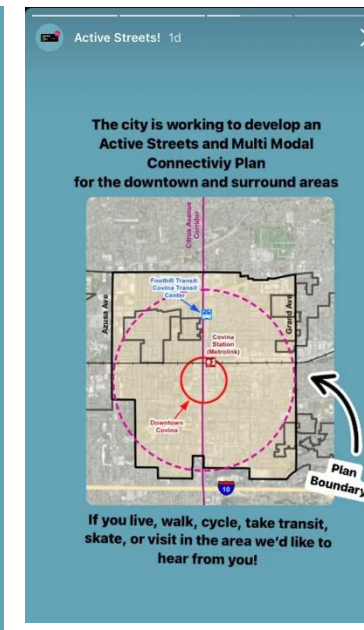 Active Streets! 1d
The city is working to develop an
Active Streets and Multi Modal
Connectiviy Plan
for the downtown and surround areas
Citrus Avenue
Corridor
Foothill Transit
Covina Transit
Center
Azusa Ave
Grand Ave
Covina
Station
(Metrolink)
Downtown
Covina
10
Plan
Boundary
If you live, walk, cycle, take transit,
skate, or visit in the area we'd like to
hear from you!